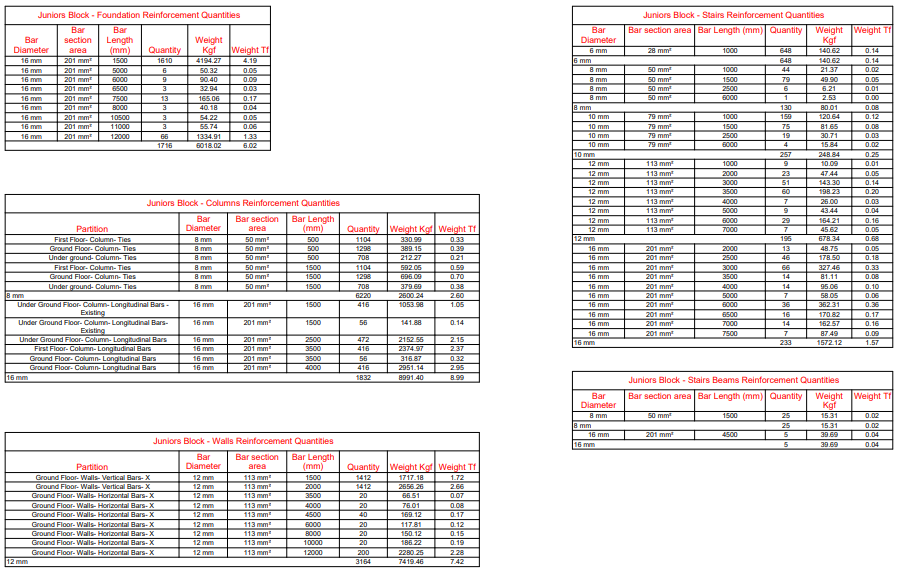 Juniors Block - Foundation Reinforcement Quantities
Bar Diameter Bar section area Bar Length (mm) Quantity Weight Kgf Weight Tf
16 mm 201 mm² 1500 1610 4194.27 4.19
16 mm 201 mm² 5000 6 50.32 0.05
16 mm 201 mm² 6000 9 90.40 0.09
16 mm 201 mm² 6500 3 32.94 0.03
16 mm 201 mm² 7500 13 165.06 0.17
16 mm 201 mm² 8000 3 40.18 0.04
16 mm 201 mm² 10500 3 54.22 0.05
16 mm 201 mm² 11000 3 55.74 0.06
16 mm 201 mm² 12000 66 1334.91 1.33
1716 6018.02 6.02
Juniors Block - Columns Reinforcement Quantities
Partition Bar Diameter Bar section area Bar Length (mm) Quantity Weight Kgf Weight Tf
First Floor- Column- Ties 8 mm 50 mm² 500 1104 330.99 0.33
Ground Floor- Column- Ties 8 mm 50 mm² 500 1298 389.15 0.39
Under ground- Column- Ties 8 mm 50 mm² 500 708 212.27 0.21
First Floor- Column- Ties 8 mm 50 mm² 1500 1104 592.05 0.59
Ground Floor- Column- Ties 8 mm 50 mm² 1500 1298 696.09 0.70
Under ground- Column- Ties 8 mm 50 mm² 1500 708 379.69 0.38
8 mm 6220 2600.24 2.60
Under Ground Floor- Column- Longitudinal Bars - Existing 16 mm 201 mm² 1500 416 1053.98 1.05
Under Ground Floor- Column- Longitudinal Bars- Existing 16 mm 201 mm² 1500 56 141.88 0.14
Under Ground Floor- Column- Longitudinal Bars 16 mm 201 mm² 2500 472 2152.55 2.15
First Floor- Column- Longitudinal Bars 16 mm 201 mm² 3500 416 2374.97 2.37
Ground Floor- Column- Longitudinal Bars 16 mm 201 mm² 3500 56 316.87 0.32
Ground Floor- Column- Longitudinal Bars 16 mm 201 mm² 4000 416 2951.14 2.95
16 mm 1832 8991.40 8.99
Juniors Block - Walls Reinforcement Quantities
Partition Bar Diameter Bar section area Bar Length (mm) Quantity Weight Kgf Weight Tf
Ground Floor- Walls- Vertical Bars- X 12 mm 113 mm² 1500 1412 1717.18 1.72
Ground Floor- Walls- Vertical Bars- X 12 mm 113 mm² 2000 1412 2656.26 2.66
Ground Floor- Walls- Horizontal Bars- X 12 mm 113 mm² 3500 20 66.51 0.07
Ground Floor- Walls- Horizontal Bars- X 12 mm 113 mm² 4000 20 76.01 0.08
Ground Floor- Walls- Horizontal Bars- X 12 mm 113 mm² 4500 40 169.12 0.17
Ground Floor- Walls- Horizontal Bars- X 12 mm 113 mm² 6000 20 117.81 0.12
Ground Floor- Walls- Horizontal Bars- X 12 mm 113 mm² 8000 20 150.12 0.15
Ground Floor- Walls- Horizontal Bars- X 12 mm 113 mm² 10000 20 186.22 0.19
Ground Floor- Walls- Horizontal Bars- X 12 mm 113 mm² 12000 200 2280.25 2.28
12 mm 3164 7419.46 7.42
Juniors Block - Stairs Reinforcement Quantities
Bar Diameter Bar section area Bar Length (mm) Quantity Weight Kgf Weight Tf
6 mm 28 mm² 1000 648 140.62 0.14
6 mm 648 140.62 0.14
8 mm 50 mm² 1000 44 21.37 0.02
8 mm 50 mm² 1500 79 49.90 0.05
8 mm 50 mm² 2500 6 6.21 0.01
8 mm 50 mm² 6000 1 2.53 0.00
8 mm 130 80.01 0.08
10 mm 79 mm² 1000 159 120.64 0.12
10 mm 79 mm² 1500 75 81.65 0.08
10 mm 79 mm² 2500 19 30.71 0.03
10 mm 79 mm² 6000 4 15.84 0.02
10 mm 257 248.84 0.25
12 mm 113 mm² 1000 9 10.09 0.01
12 mm 113 mm² 2000 23 47.44 0.05
12 mm 113 mm² 3000 51 143.30 0.14
12 mm 113 mm² 3500 60 198.23 0.20
12 mm 113 mm² 4000 7 26.00 0.03
12 mm 113 mm² 5000 9 43.44 0.04
12 mm 113 mm² 6000 29 164.21 0.16
12 mm 113 mm² 7000 7 45.62 0.05
12 mm 195 678.34 0.68
16 mm 201 mm² 2000 13 48.75 0.05
16 mm 201 mm² 2500 46 178.50 0.18
16 mm 201 mm² 3000 66 327.46 0.33
16 mm 201 mm² 3500 14 81.11 0.08
16 mm 201 mm² 4000 14 95.06 0.10
16 mm 201 mm² 5000 7 58.05 0.06
16 mm 201 mm² 6000 36 362.31 0.36
16 mm 201 mm² 6500 16 170.82 0.17
16 mm 201 mm² 7000 14 162.57 0.16
16 mm 201 mm² 7500 7 87.49 0.09
16 mm 233 1572.12 1.57
Juniors Block - Stairs Beams Reinforcement Quantities
Bar Diameter Bar section area Bar Length (mm) Quantity Weight Kgf Weight Tf
8 mm 50 mm² 1500 25 15.31 0.02
8 mm 25 15.31 0.02
16 mm 201 mm² 4500 5 39.69 0.04
16 mm 5 39.69 0.04